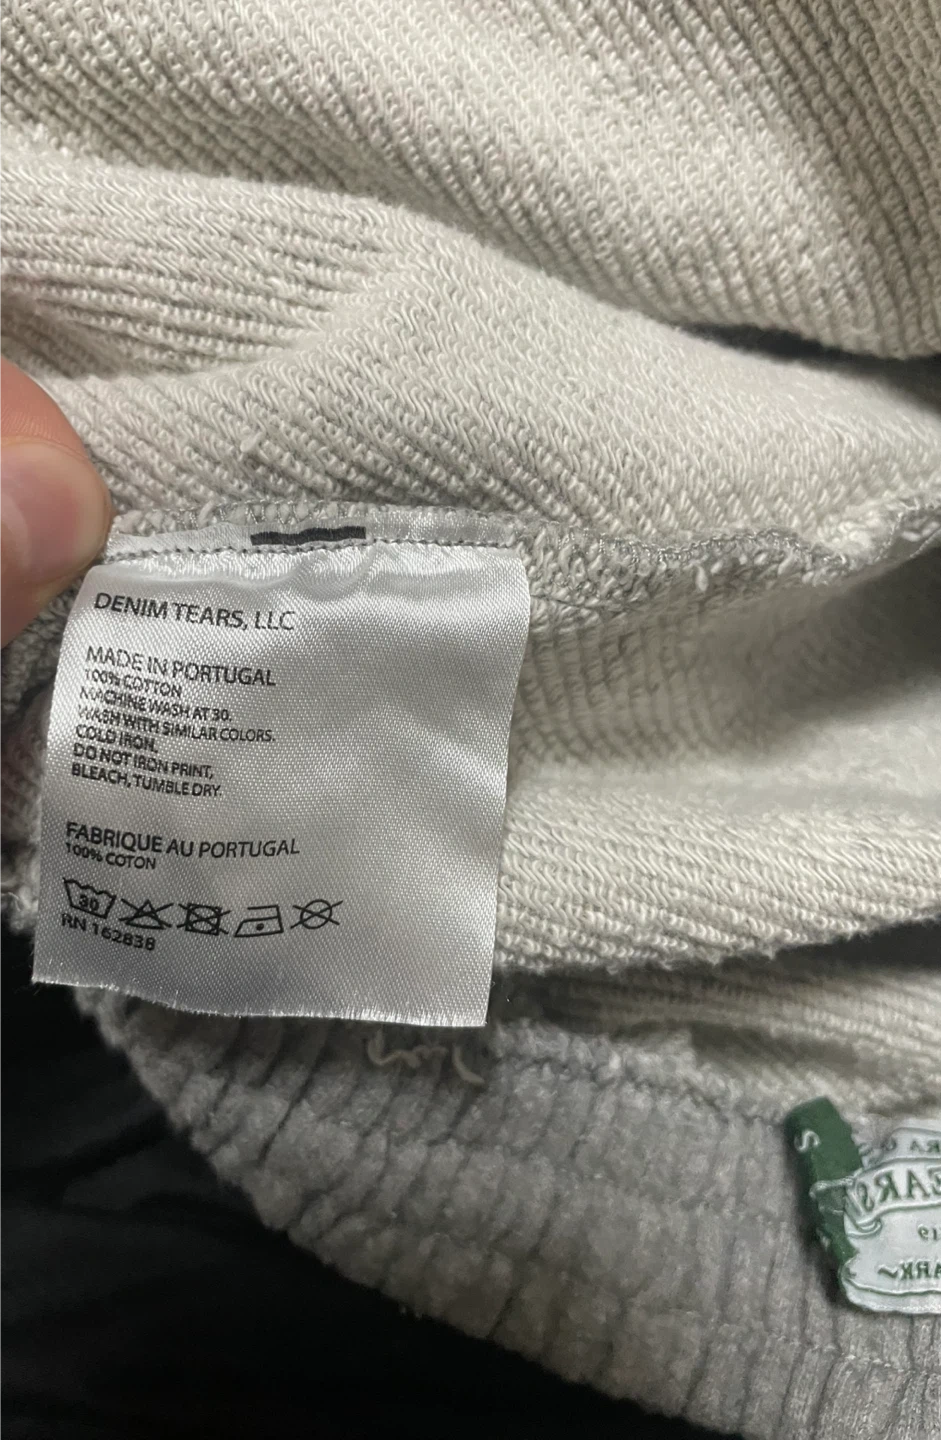 DENIM TEARS, LLC
MADE IN PORTUGAL
100% COTTON
MACHINE WASH AT 30.
WASH WITH SIMILAR COLORS.
COLD IRON.
DO NOT IRON PRINT,
BLEACH, TUMBLE DRY.
FABRIQUE AU PORTUGAL
100% COTON
30
RN 162838
S